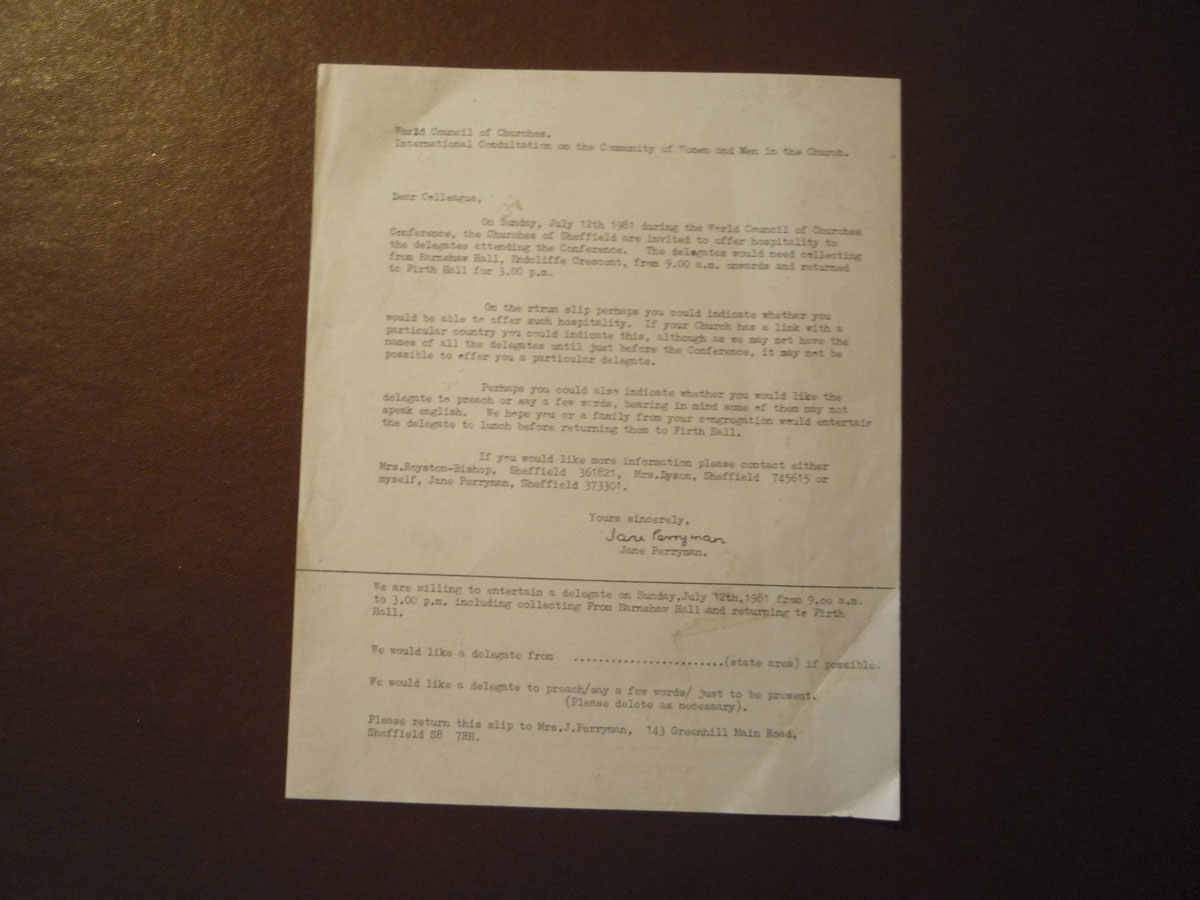 World Council of Churches.
International Condultation on the Community of Women and Men in the Church.
Dear Colleague,
On Sunday, July 12th 1981 during the World Council of Churches
Conference, the Churches of Sheffield are invited to offer hospitality to
the delegates attending the Conference. The delegates would need collecting
from Earnshaw Hall, Endcliffe Crescent, from 9.00 a.m. onwards and returned
to Firth Hall for 3.00 p.m.
On the rtrun slip perhaps you could indicate whether you
would be able to offer such hospitality. If your Church has a link with a
particular country you could indicate this, although as we may not have the
names of all the delegates until just before the Conference, it may not be
possible to offer you a particular delegate.
Perhaps you could also indicate whether you would like the
delegate to preach or say a few words, bearing in mind some of them may not
speak english. We hope you or a family from your congregation would entertain
the delegate to lunch before returning them to Firth Hall.
If you would like more information please contact either
Mrs.Royston-Bishop, Sheffield 361821, Mrs.Dyson, Sheffield 745615 or
myself, Jane Perryman, Sheffield 373301.
Yours sincerely,
Jane Perryman
Jane Perryman.
We are willing to entertain a delegate on Sunday,July 12th,1981 from 9.oo a.m.
to 3.00 p.m. including collecting From Earnshaw Hall and returning to Firth
Hall.
We would like a delegate from ........................(state area) if possible.
We would like a delegate to preach/say a few words/ just to be present.
(Please delete as necessary).
Please return this slip to Mrs.J.Perryman, 143 Greenhill Main Road,
Sheffield S8 7RH.